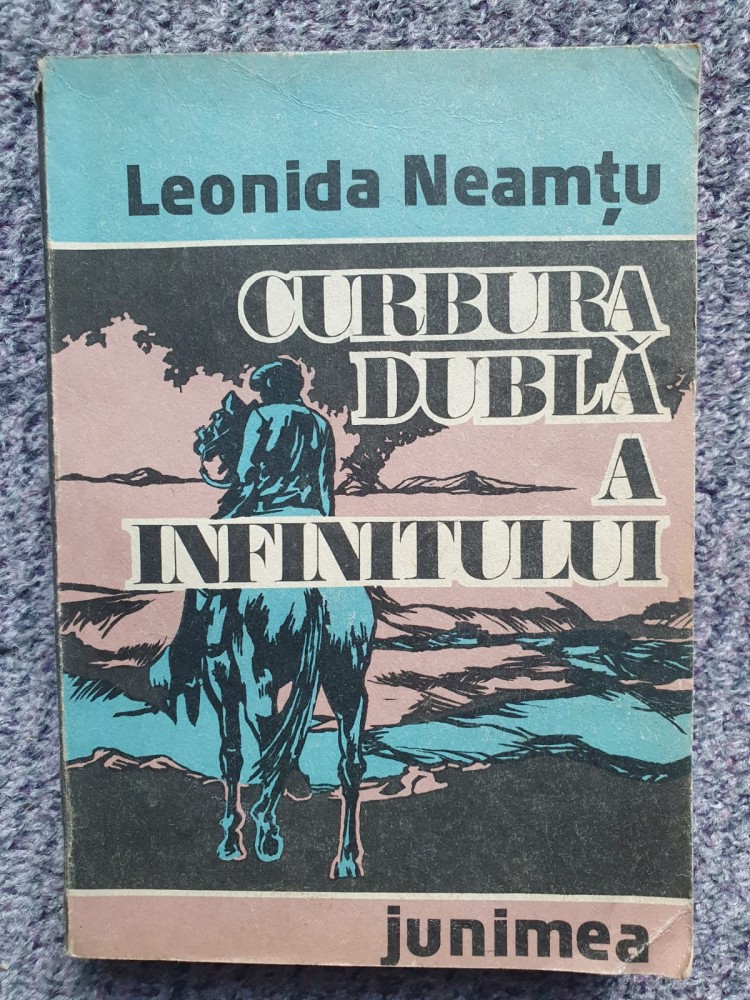 Leonida Neamțu
CURBURA
DUBLĂ
A
INFINITULUI
junimea